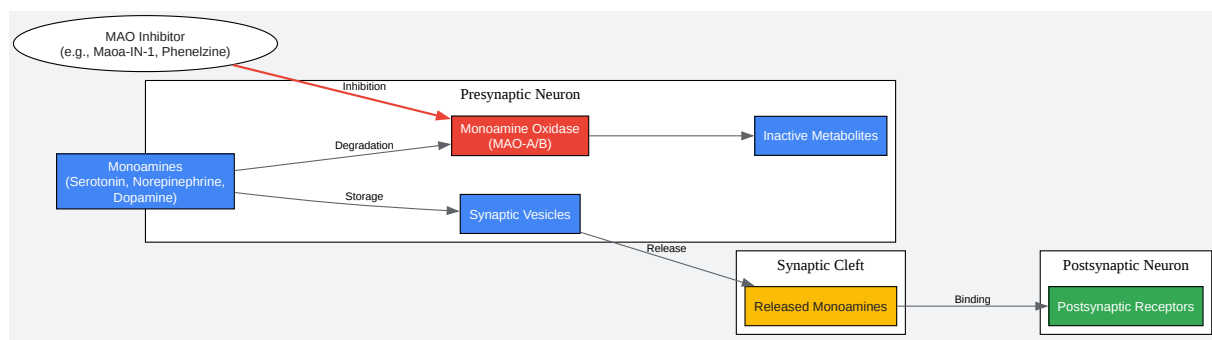 MAO Inhibitor
(e.g., Maoa-IN-1, Phenelzine)
Inhibition
Presynaptic Neuron
Monoamine Oxidase
(MAO-A/B)
Inactive Metabolites
Degradation
Monoamines
(Serotonin, Norepinephrine,
Dopamine)
Storage
Synaptic Vesicles
Release
Synaptic Cleft
Released Monoamines
Binding
Postsynaptic Neuron
Postsynaptic Receptors